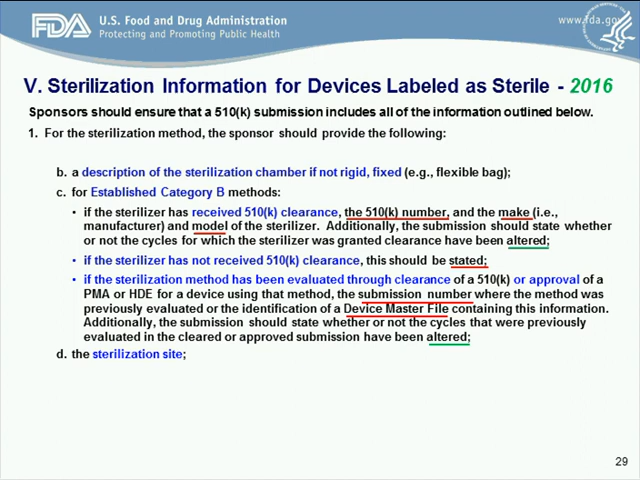 FDA U.S. Food and Drug Administration
Protecting and Promoting Public Health
www.fda.gov
V. Sterilization Information for Devices Labeled as Sterile - 2016
Sponsors should ensure that a 510(k) submission includes all of the information outlined below.
1. For the sterilization method, the sponsor should provide the following:
b. a description of the sterilization chamber if not rigid, fixed (e.g., flexible bag);
c. for Established Category B methods:
• if the sterilizer has received 510(k) clearance, the 510(k) number, and the make (i.e.,
manufacturer) and model of the sterilizer. Additionally, the submission should state whether
or not the cycles for which the sterilizer was granted clearance have been altered;
• if the sterilizer has not received 510(k) clearance, this should be stated;
• if the sterilization method has been evaluated through clearance of a 510(k) or approval of a
PMA or HDE for a device using that method, the submission number where the method was
previously evaluated or the identification of a Device Master File containing this information.
Additionally, the submission should state whether or not the cycles that were previously
evaluated in the cleared or approved submission have been altered;
d. the sterilization site;
29